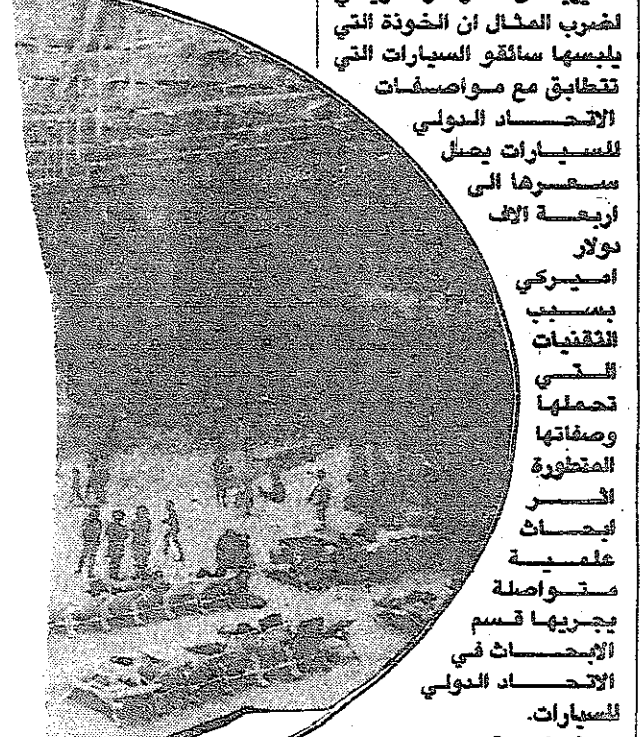 لضرب المثال ان الخوذة التي
يلبسها سائقو السيارات التي
تتطابق مع مواصفات
الاتحاد الدولي
للسيارات يصل
سعرها الى
اربعة الاف
دولار
اميركي
بسبب
التقنيات
التي
تحملها
وصفاتها
المتطورة
اثر
ابحاث
علمية
متواصلة
يجريها قسم
الابحاث في
الاتحاد الدولي
للسيارات.